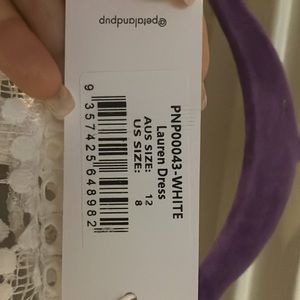 @petalandpup
PNP00043-WHITE
Lauren Dress
AUS SIZE: 12
US SIZE: 8
9 357425 648982